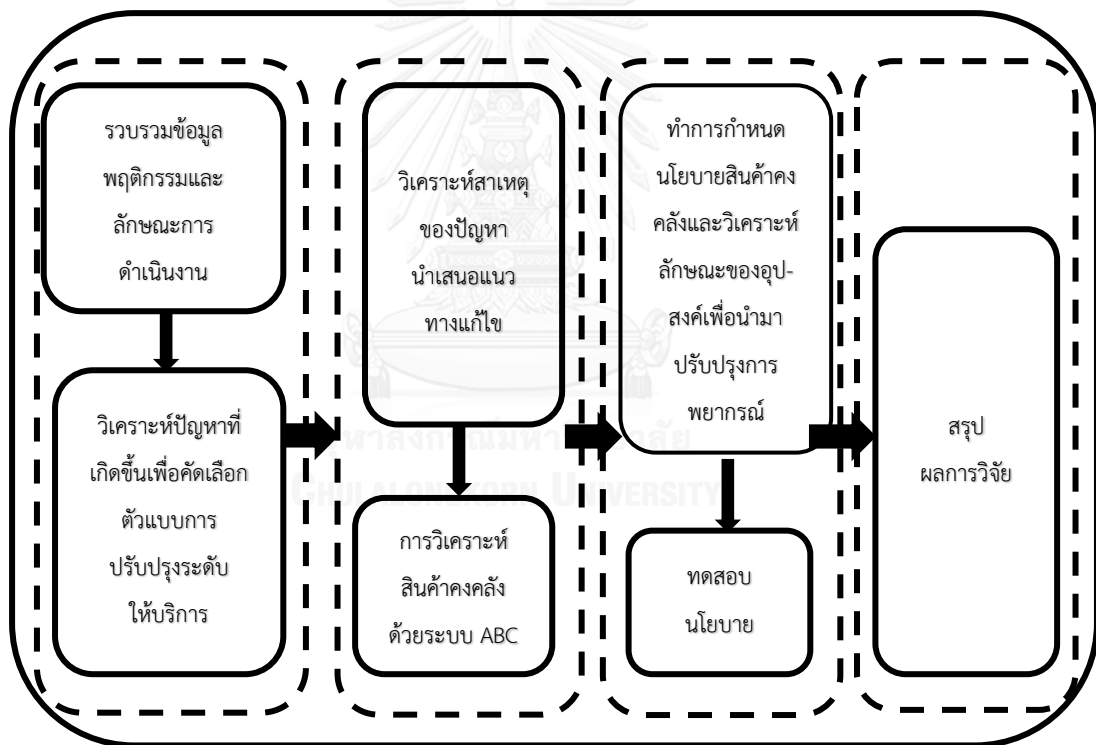 รวบรวมข้อมูล
พฤติกรรมและ
ลักษณะการ
ดำเนินงาน
วิเคราะห์ปัญหาที่
เกิดขึ้นเพื่อคัดเลือก
ตัวแบบการ
ปรับปรุงระดับ
ให้บริการ
วิเคราะห์สาเหตุ
ของปัญหา
นำเสนอแนว
ทางแก้ไข
การวิเคราะห์
สินค้าคงคลัง
ด้วยระบบ ABC
ทำการกำหนด
นโยบายสินค้าคง
คลังและวิเคราะห์
ลักษณะของอุป-
สงค์เพื่อนำมา
ปรับปรุงการ
พยากรณ์
ทดสอบ
นโยบาย
สรุป
ผลการวิจัย
CHULALONGKORN UNIVERSITY